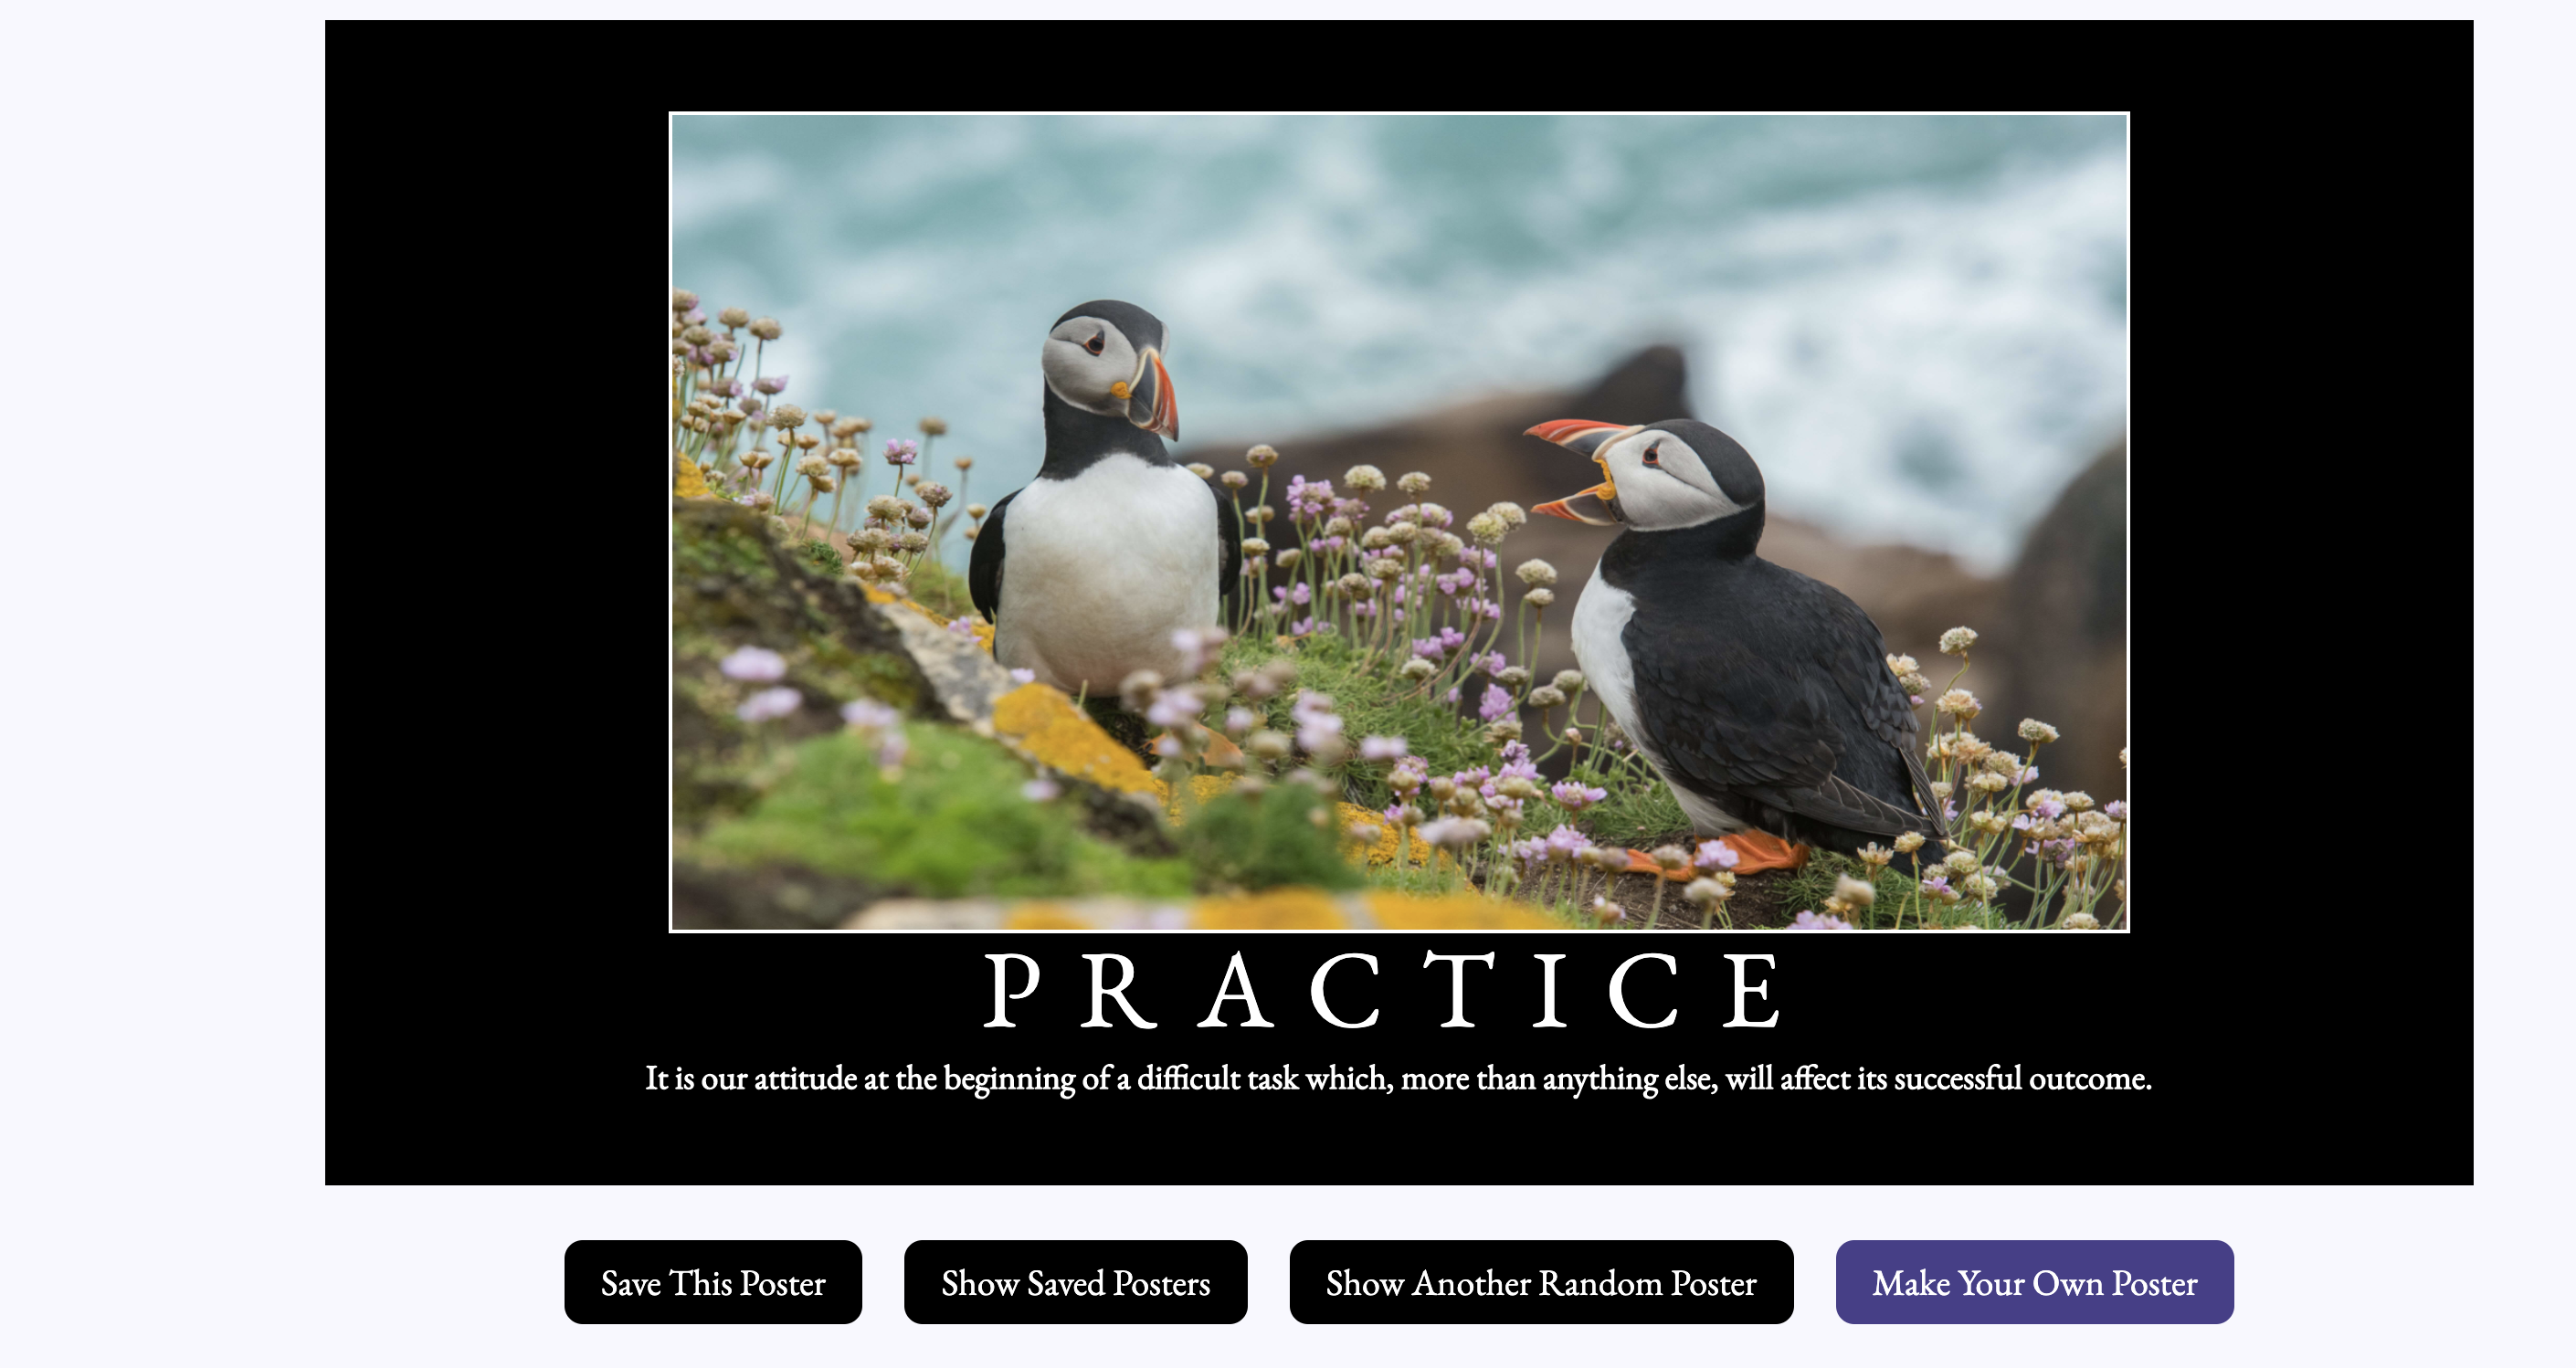 PRACTICE
It is our attitude at the beginning of a difficult task which, more than anything else, will affect its successful outcome.
Save This Poster
Show Saved Posters
Show Another Random Poster
Make Your Own Poster